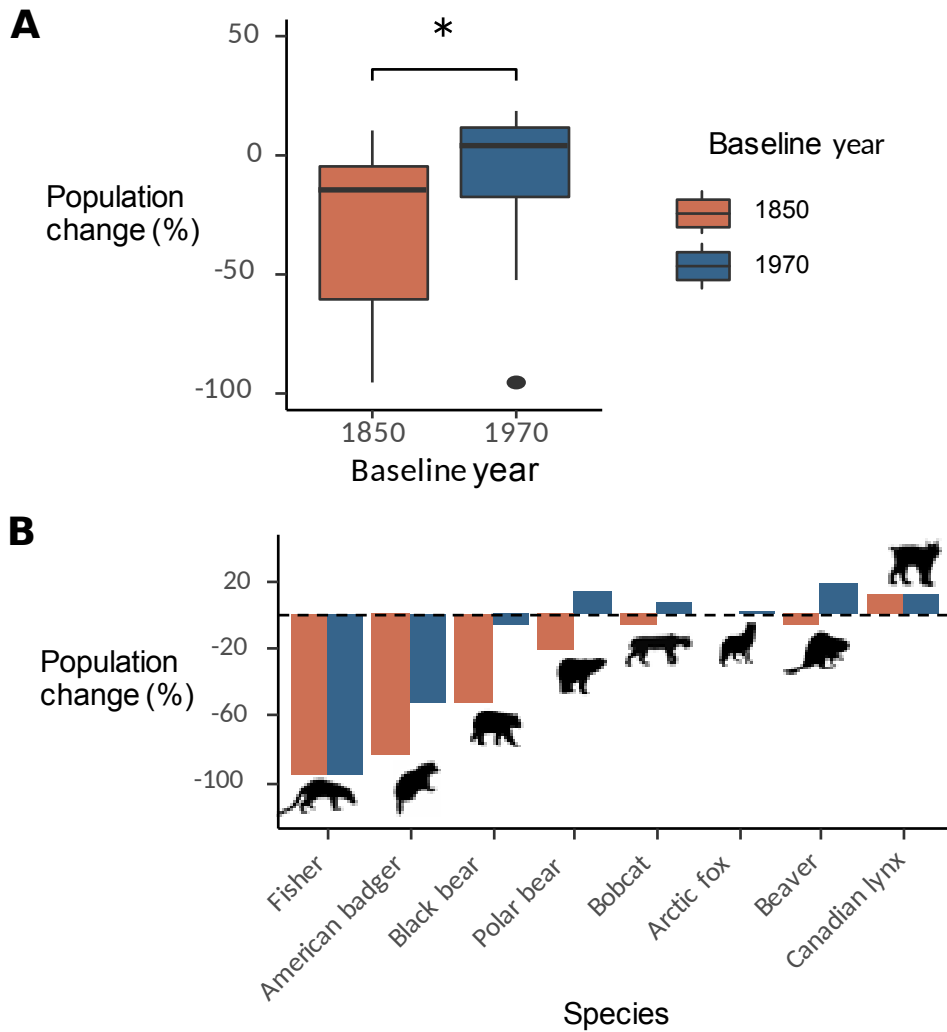 A
50
*
0
Population
change (%)
-50
-100
1850
1970
Baseline year
Baseline year
1850
1970
B
20
-20
Population
change (%)
-60
-100
Fisher
American badger
Black bear
Polar bear
Bobcat
Arctic fox
Beaver
Canadian lynx
Species